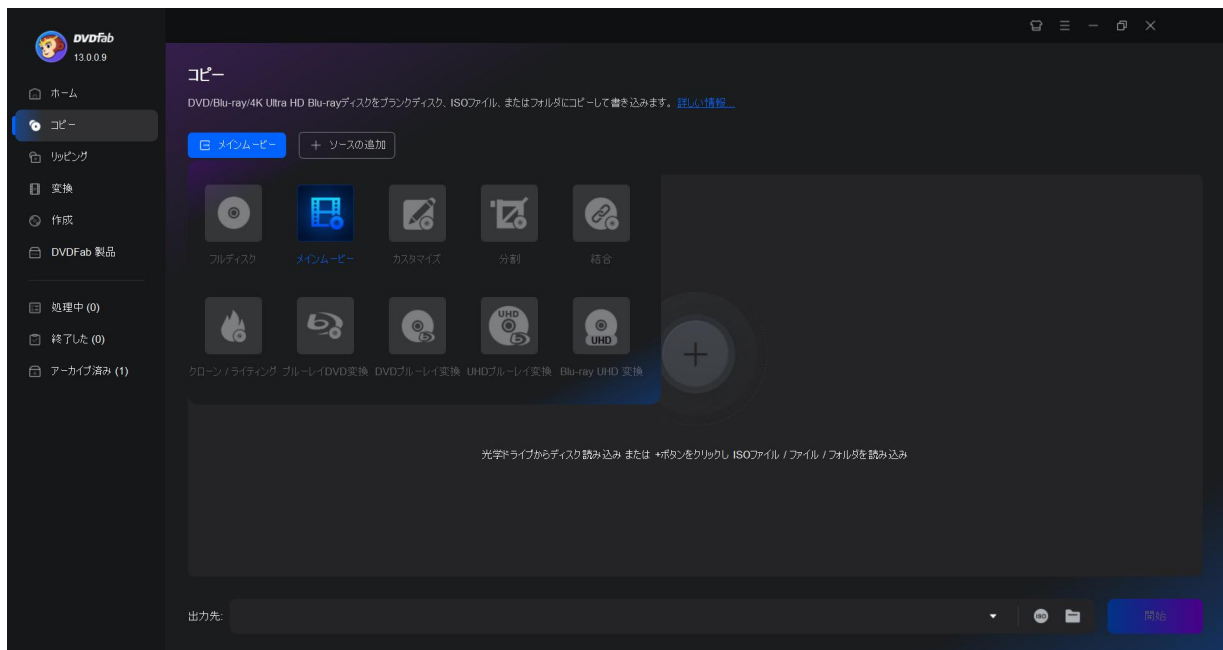 DVDFab
13.0.0.9
ホーム
コピー
リッピング
変換
作成
DVDFab 製品
処理中 (0)
終了した (0)
アーカイブ済み (1)
コピー
DVD/Blu-ray/4K Ultra HD Blu-rayディスクをブランクディスク、ISOファイル、またはフォルダにコピーして書き込みます。 詳しい情報...
メインムービー
ソースの追加
フルディスク メインムービー カスタマイズ 分割 結合
UHD
UHD
クローン / ライティング ブルーレイDVD変換 DVDブルーレイ変換 UHDブルーレイ変換 Blu-ray UHD 変換
光学ドライブからディスク読み込み または +ボタンをクリックし ISOファイル / ファイル / フォルダを読み込み
出力先:
ISO
開始